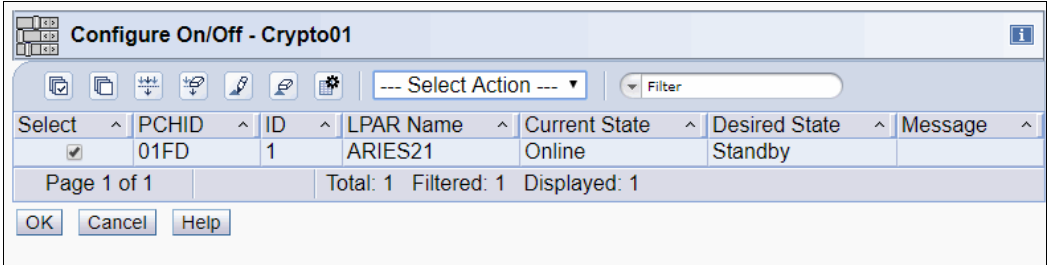 Configure On/Off - Crypto01
--- Select Action --- Filter
Select PCHID ID LPAR Name Current State Desired State Message
01FD 1 ARIES21 Online Standby
Page 1 of 1 Total: 1 Filtered: 1 Displayed: 1
OK Cancel Help